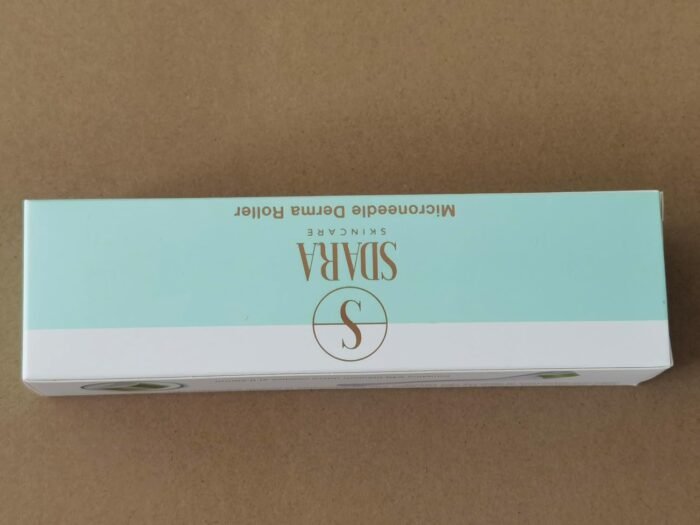 S
SDARA
SKINCARE
Microneedle Derma Roller